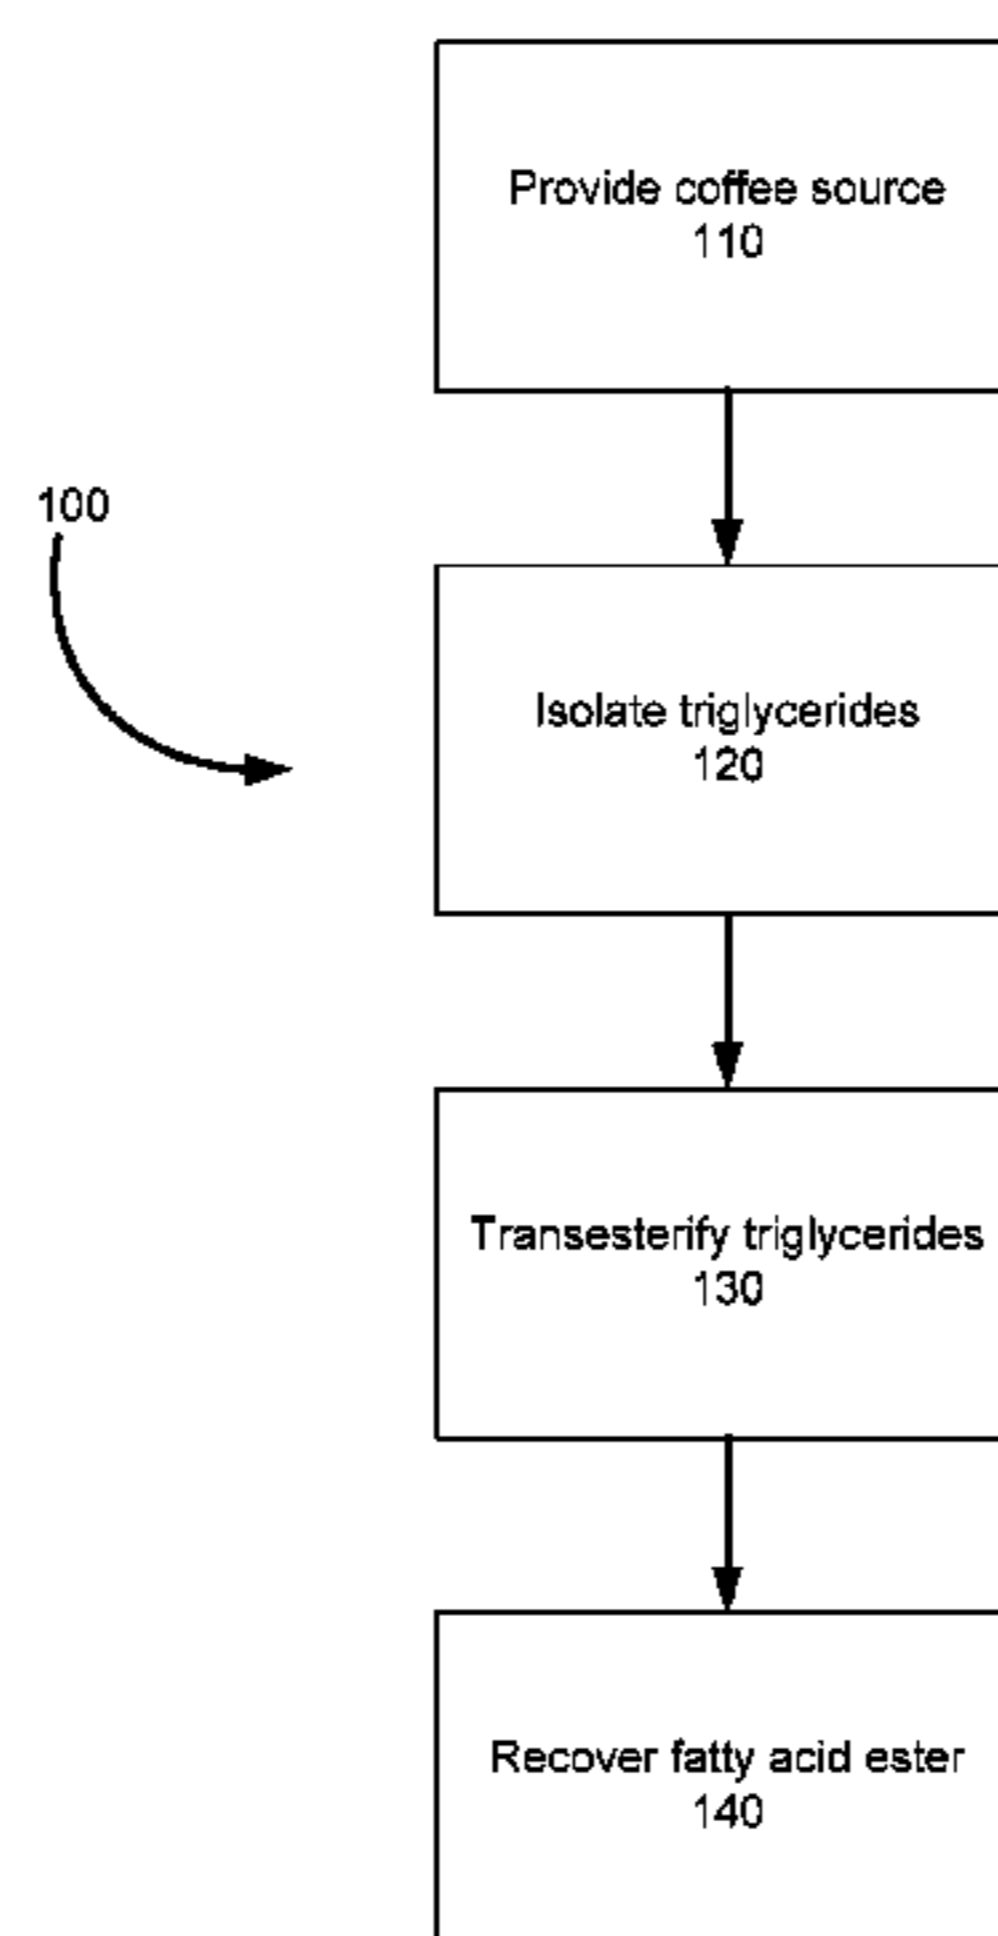 Provide coffee source
110
100
Isolate triglycerides
120
Transesterify triglycerides
130
Recover fatty acid ester
140